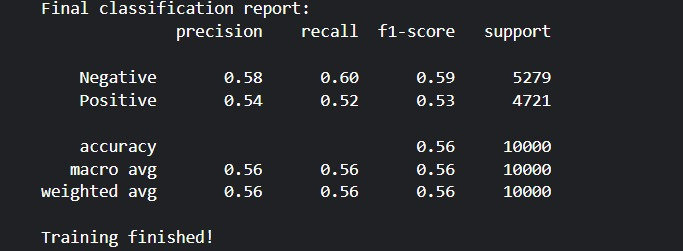 Final classification report:
precision recall f1-score support
Negative 0.58 0.60 0.59 5279
Positive 0.54 0.52 0.53 4721
accuracy 0.56 10000
macro avg 0.56 0.56 0.56 10000
weighted avg 0.56 0.56 0.56 10000
Training finished!